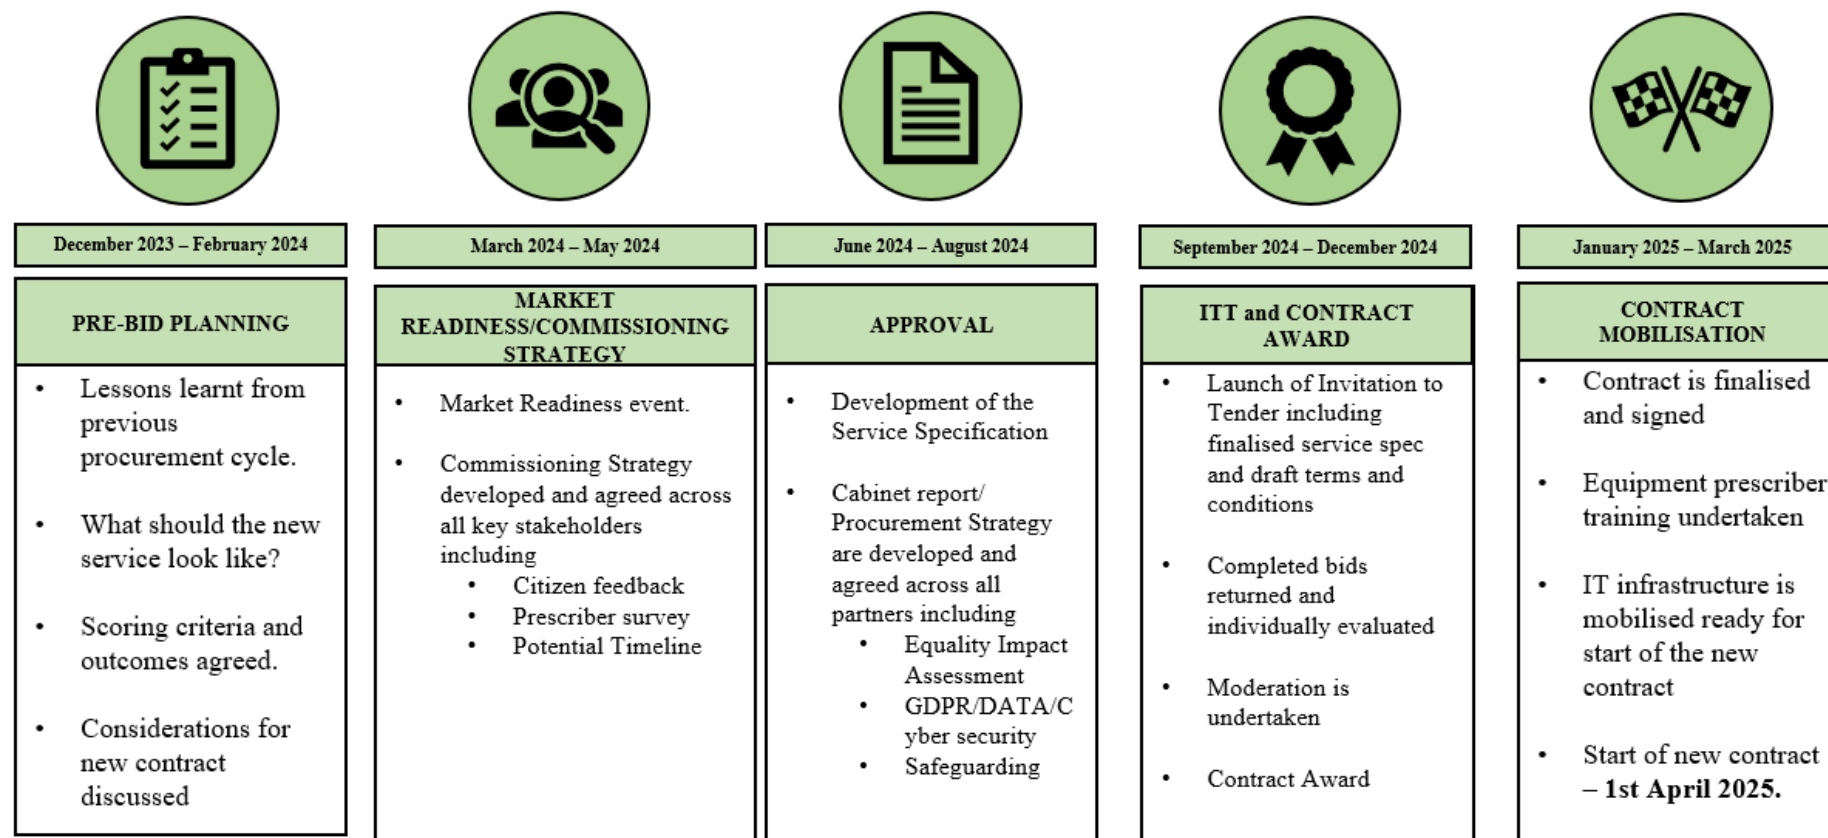 December 2023 – February 2024
PRE-BID PLANNING
• Lessons learnt from
previous
procurement cycle.
• What should the new
service look like?
• Scoring criteria and
outcomes agreed.
• Considerations for
new contract
discussed
March 2024 – May 2024
MARKET
READINESS/COMMISSIONING
STRATEGY
• Market Readiness event.
• Commissioning Strategy
developed and agreed across
all key stakeholders
including
• Citizen feedback
• Prescriber survey
• Potential Timeline
June 2024 – August 2024
APPROVAL
• Development of the
Service Specification
• Cabinet report/
Procurement Strategy
are developed and
agreed across all
partners including
• Equality Impact
Assessment
• GDPR/DATA/C
yber security
• Safeguarding
September 2024 – December 2024
ITT and CONTRACT
AWARD
• Launch of Invitation to
Tender including
finalised service spec
and draft terms and
conditions
• Completed bids
returned and
individually evaluated
• Moderation is
undertaken
• Contract Award
January 2025 – March 2025
CONTRACT
MOBILISATION
• Contract is finalised
and signed
• Equipment prescriber
training undertaken
• IT infrastructure is
mobilised ready for
start of the new
contract
• Start of new contract
– 1st April 2025.